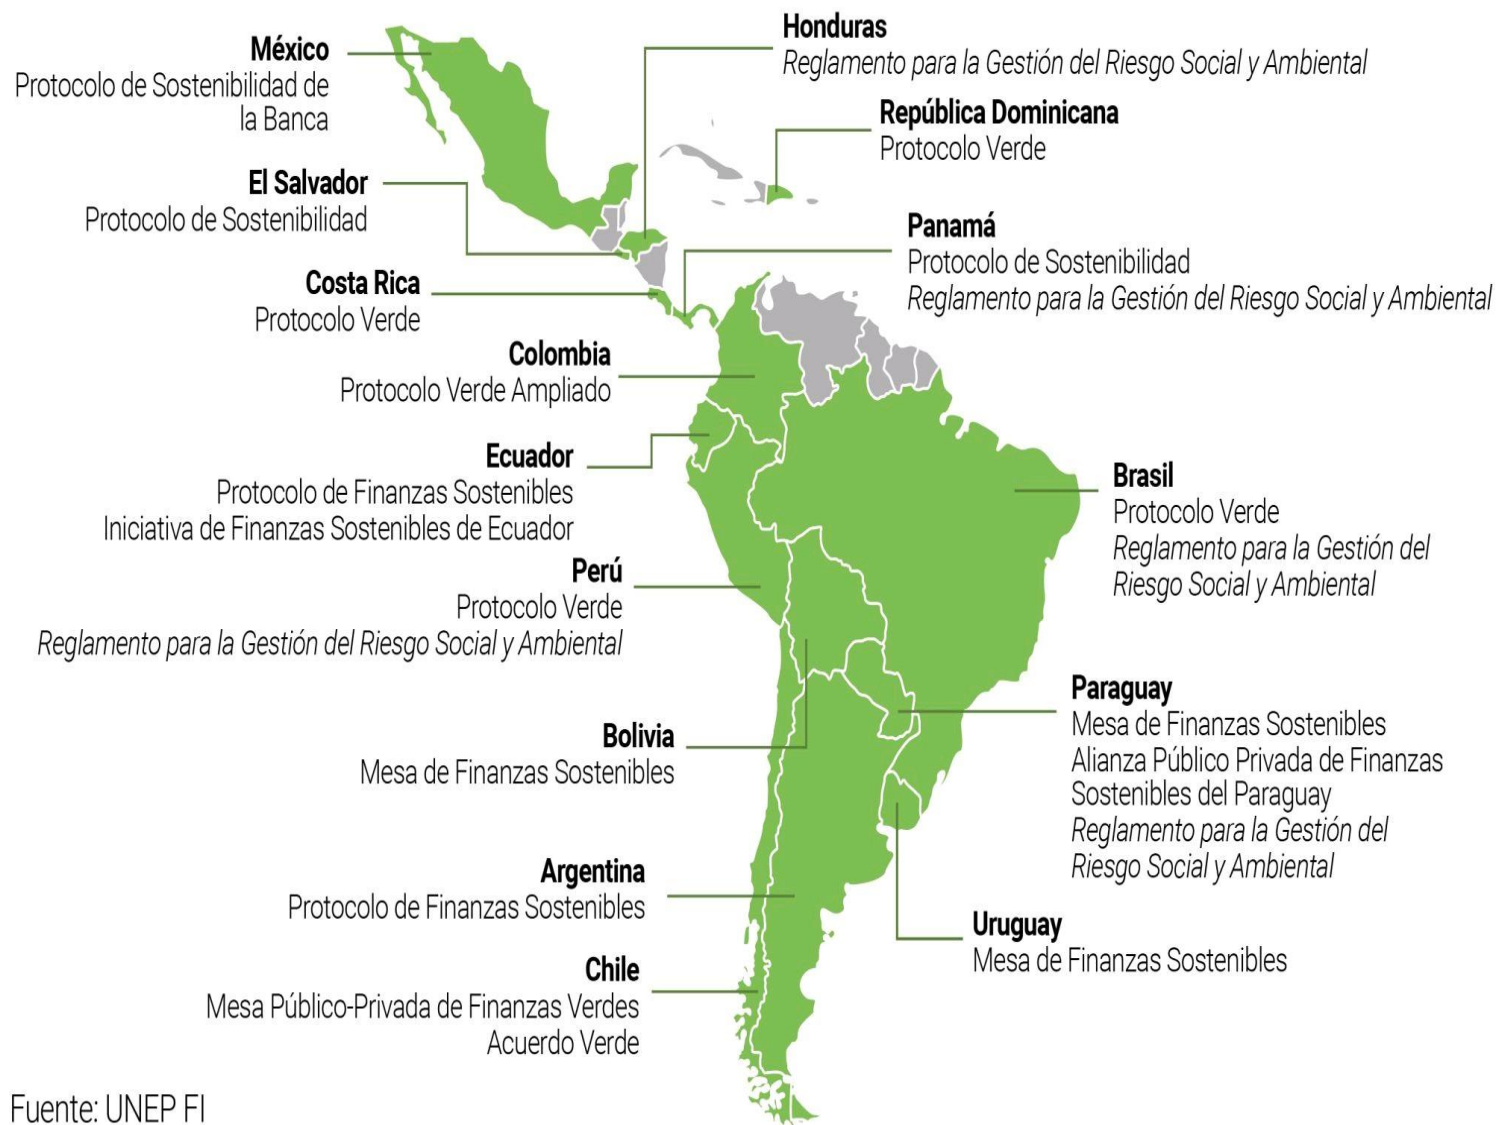 México
Protocolo de Sostenibilidad de
la Banca
Honduras
Reglamento para la Gestión del Riesgo Social y Ambiental
República Dominicana
Protocolo Verde
El Salvador
Protocolo de Sostenibilidad
Panamá
Protocolo de Sostenibilidad
Reglamento para la Gestión del Riesgo Social y Ambiental
Costa Rica
Protocolo Verde
Colombia
Protocolo Verde Ampliado
Ecuador
Protocolo de Finanzas Sostenibles
Iniciativa de Finanzas Sostenibles de Ecuador
Brasil
Protocolo Verde
Reglamento para la Gestión del
Riesgo Social y Ambiental
Perú
Protocolo Verde
Reglamento para la Gestión del Riesgo Social y Ambiental
Paraguay
Mesa de Finanzas Sostenibles
Alianza Público Privada de Finanzas
Sostenibles del Paraguay
Reglamento para la Gestión del
Riesgo Social y Ambiental
Bolivia
Mesa de Finanzas Sostenibles
Argentina
Protocolo de Finanzas Sostenibles
Uruguay
Mesa de Finanzas Sostenibles
Chile
Mesa Público-Privada de Finanzas Verdes
Acuerdo Verde
Fuente: UNEP FI